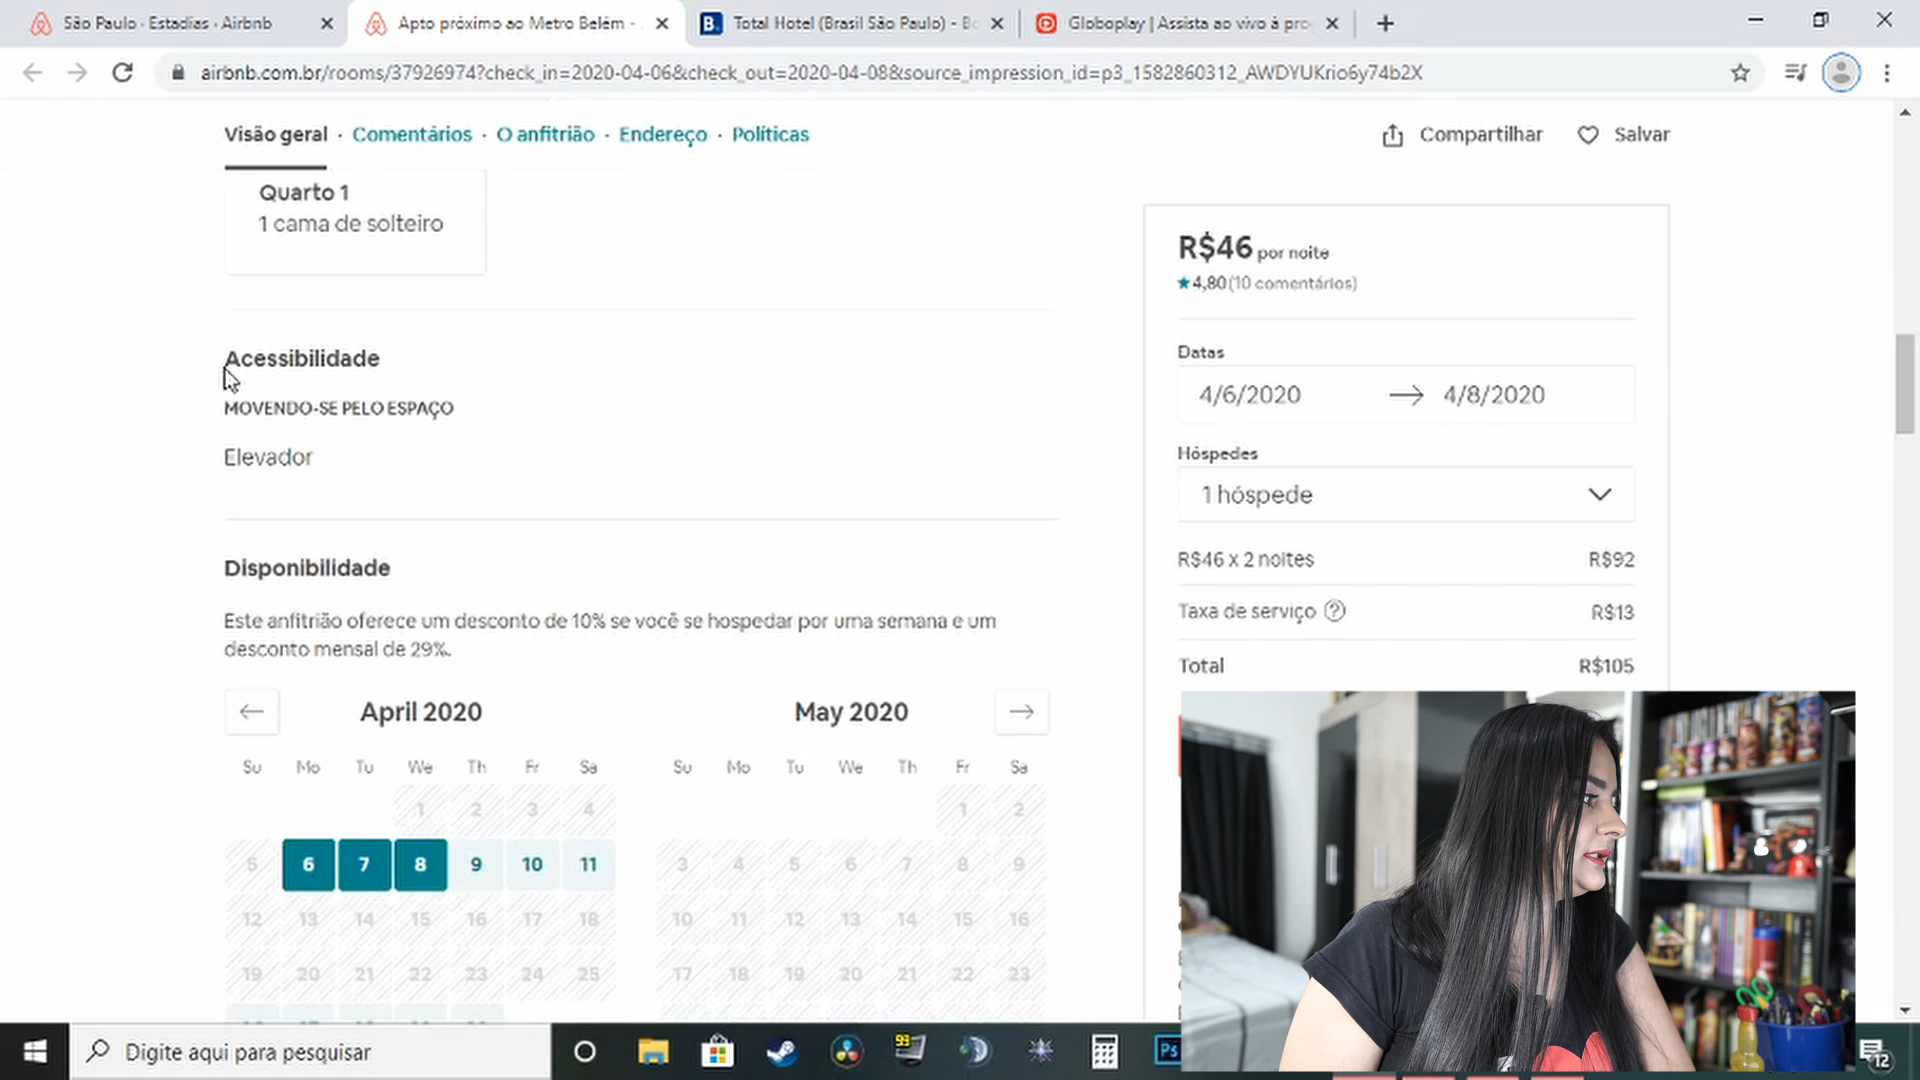 São Paulo · Estadias · Airbnb
Apto próximo ao Metro Belém -
Total Hotel (Brasil São Paulo) - Bo
Globoplay | Assista ao vivo à pro
airbnb.com.br/rooms/37926974?check_in=2020-04-06&check_out=2020-04-08&source_impression_id=p3_1582860312_AWDYUKrio6y74b2X
Visão geral · Comentários · O anfitrião · Endereço · Políticas
Compartilhar
Salvar
Quarto 1
1 cama de solteiro
Acessibilidade
MOVENDO-SE PELO ESPAÇO
Elevador
Disponibilidade
Este anfitrião oferece um desconto de 10% se você se hospedar por uma semana e um
desconto mensal de 29%.
April 2020
Su Mo Tu We Th Fr Sa
1 2 3 4
5 6 7 8 9 10 11
12 13 14 15 16 17 18
19 20 21 22 23 24 25
May 2020
Su Mo Tu We Th Fr Sa
1 2
3 4 5 6 7 8 9
10 11 12 13 14 15 16
17 18 19 20 21 22 23
R$46 por noite
4,80 (10 comentários)
Datas
4/6/2020 → 4/8/2020
Hóspedes
1 hóspede
R$46 x 2 noites R$92
Taxa de serviço ? R$13
Total R$105
Digite aqui para pesquisar
99
Ps
12